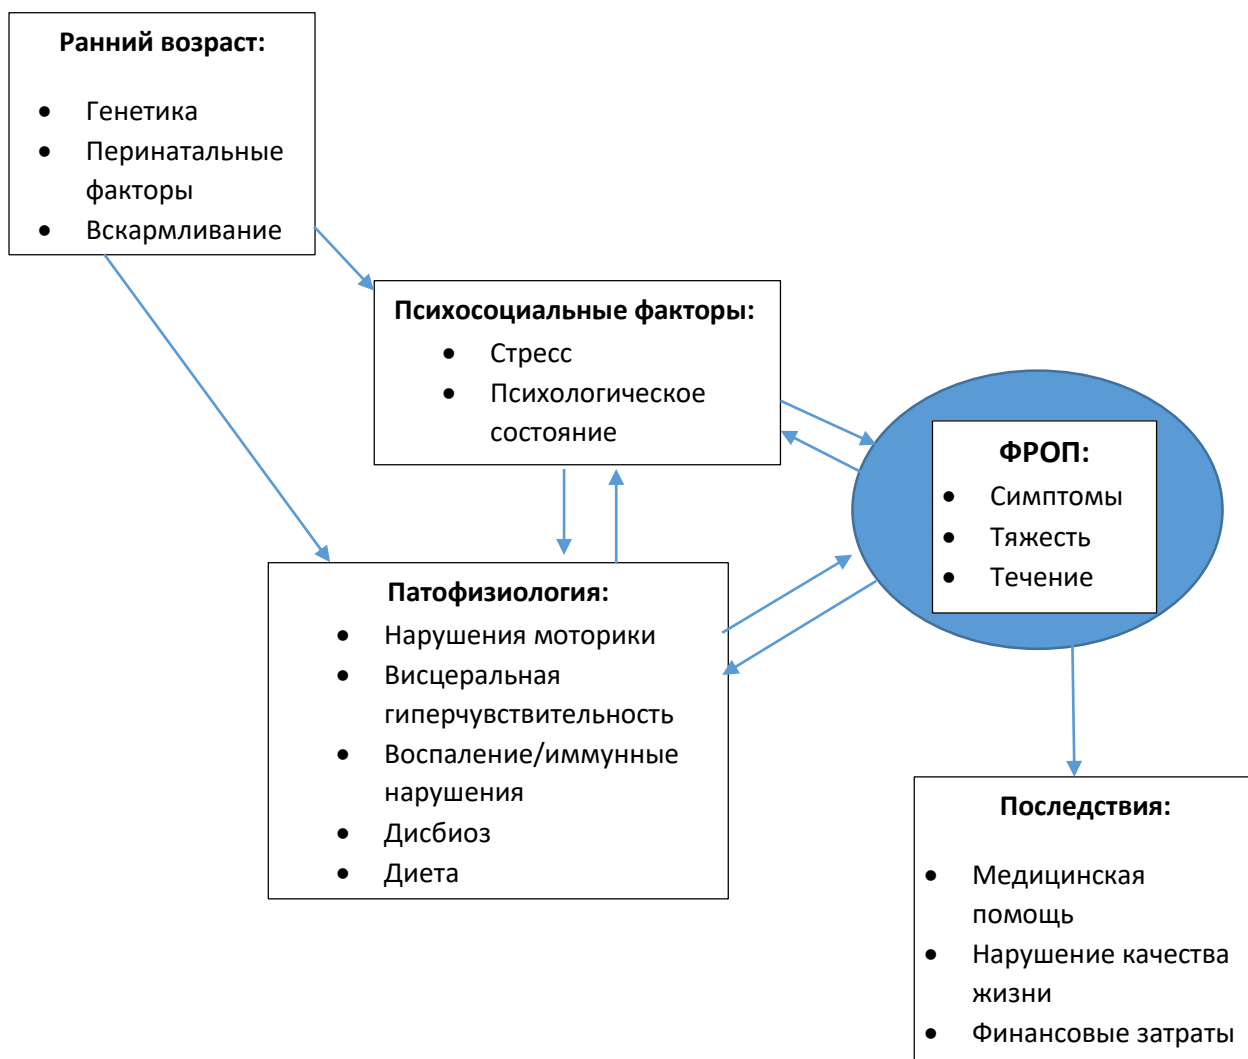 Ранний возраст:
• Генетика
• Перинатальные
факторы
• Вскармливание
Психосоциальные факторы:
• Стресс
• Психологическое
состояние
ФРОП:
• Симптомы
• Тяжесть
• Течение
Патофизиология:
• Нарушения моторики
• Висцеральная
гиперчувствительность
• Воспаление/иммунные
нарушения
• Дисбиоз
• Диета
Последствия:
• Медицинская
помощь
• Нарушение качества
жизни
• Финансовые затраты